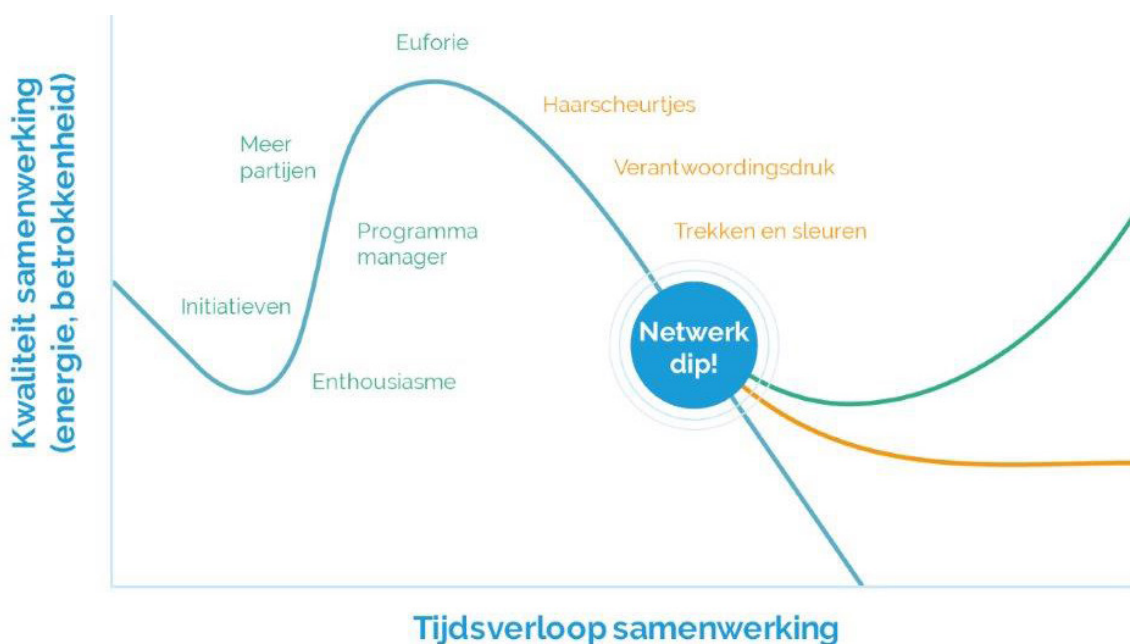 Kwaliteit samenwerking
(energie, betrokkenheid)
Euforie
Haarscheurtjes
Meer
partijen
Verantwoordingsdruk
Programma
manager
Trekken en sleuren
Initiatieven
Netwerk
dip!
Enthousiasme
Tijdsverloop samenwerking